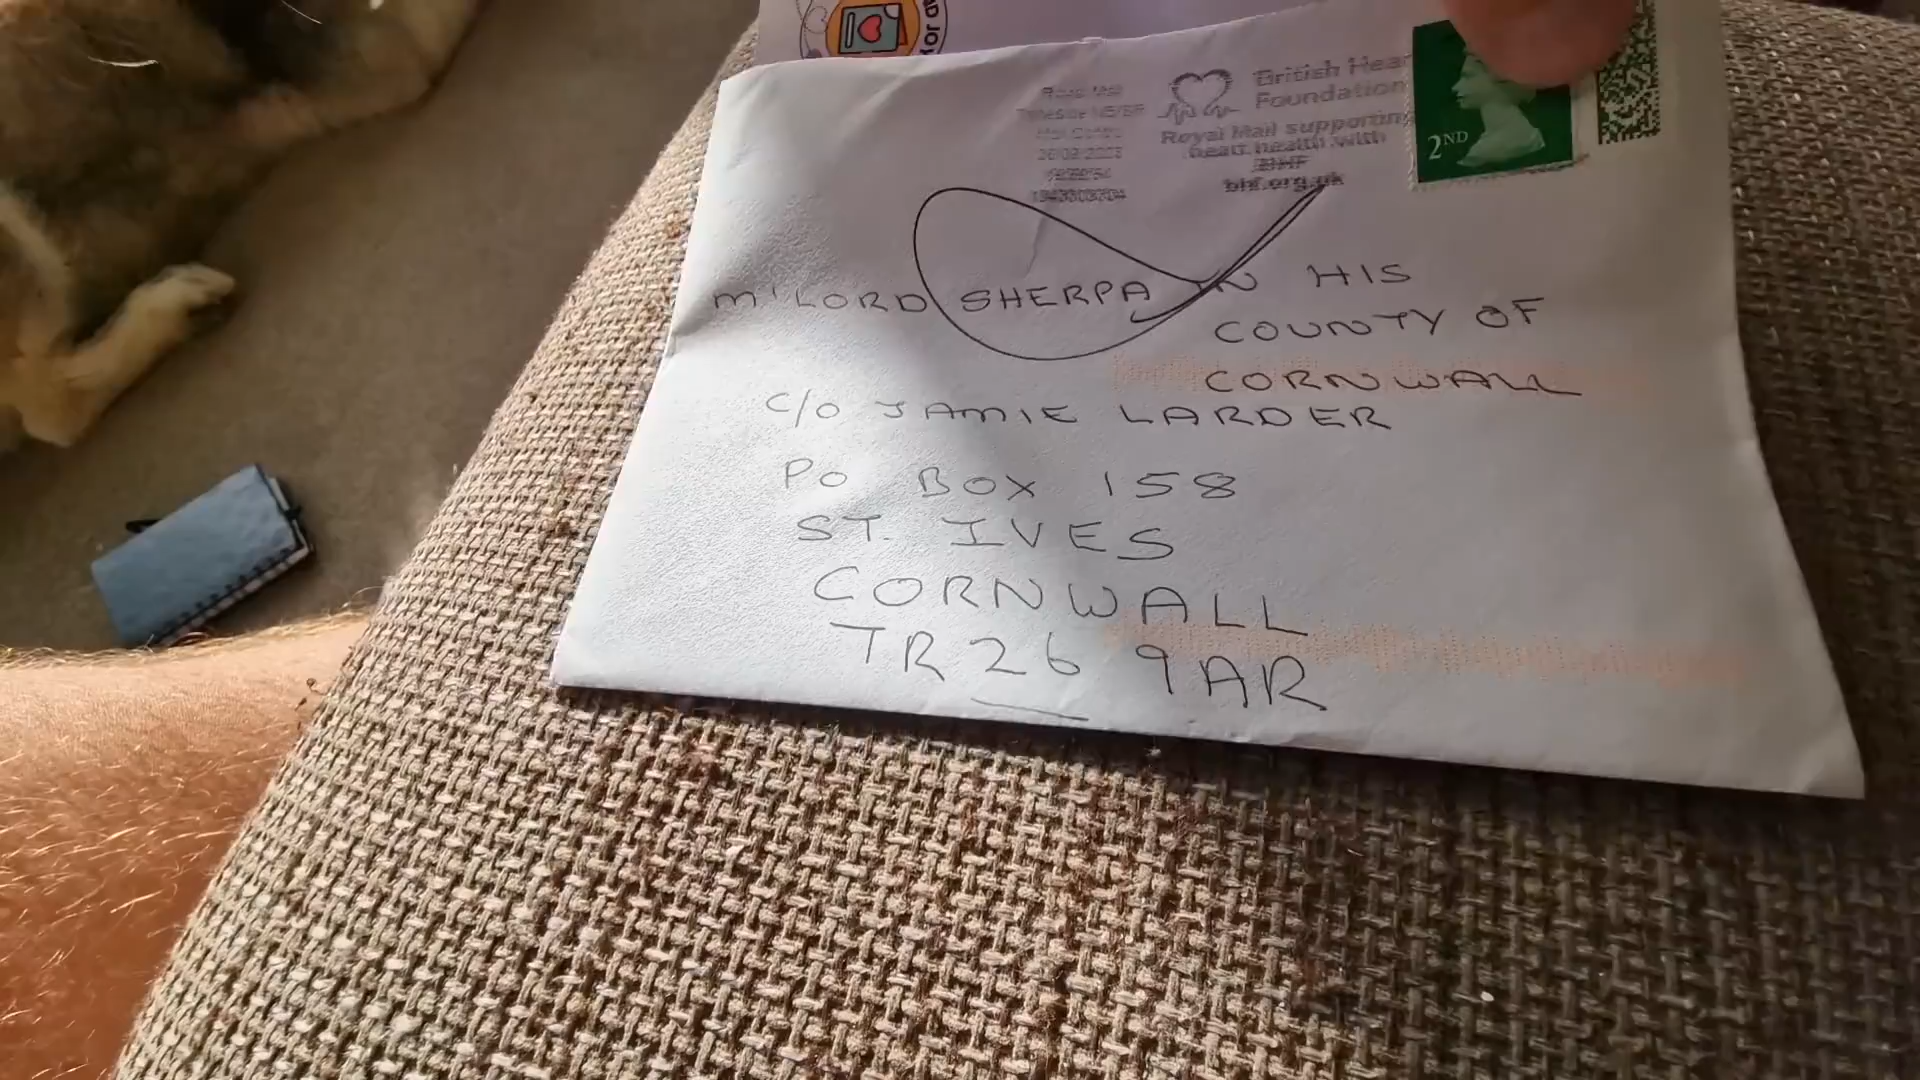 British Hear
Foundation
Royal Mail supporting
heart health with
BHF
bhf.org.uk
2ND
M'LORD SHERPA IN HIS
COUNTY OF
CORNWALL
C/O JAMIE LARDER
PO BOX 158
ST. IVES
CORNWALL
TR26 9AR